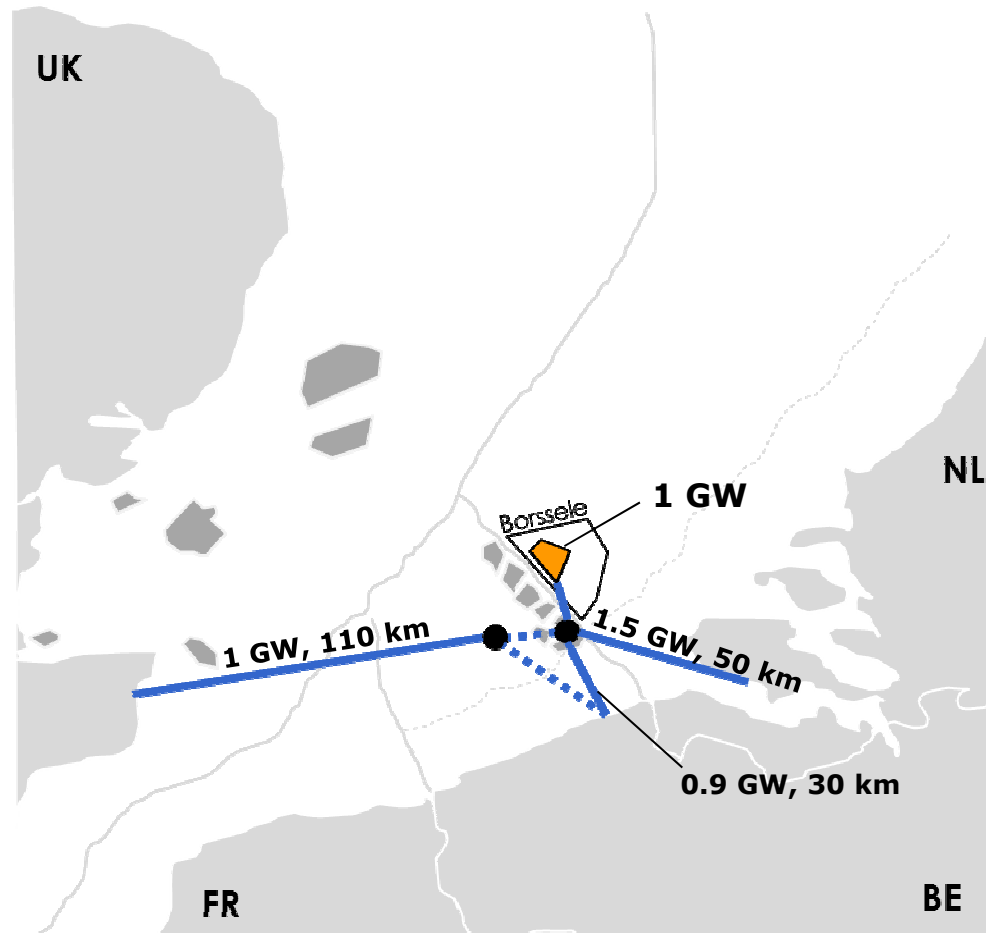 UK
NL
Borssele
1 GW
1 GW, 110 km
1.5 GW, 50 km
0.9 GW, 30 km
FR
BE